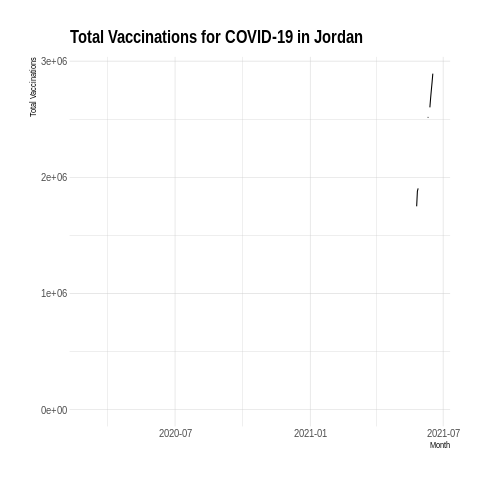 Total Vaccinations for COVID-19 in Jordan
Total Vaccinations
3e+06
2e+06
1e+06
0e+00
2020-07 2021-01 2021-07
Month